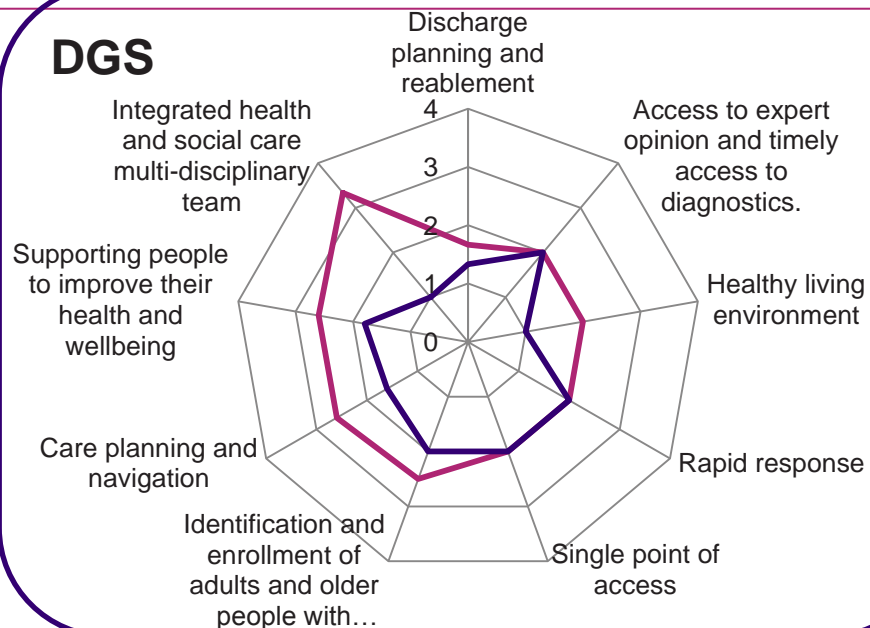 DGS
Discharge
planning and
reablement
Access to expert
opinion and timely
access to
diagnostics.
Healthy living
environment
Rapid response
Single point of
access
Identification and
enrollment of
adults and older
people with…
Care planning and
navigation
Supporting people
to improve their
health and
wellbeing
Integrated health
and social care
multi-disciplinary
team
4
3
2
1
0